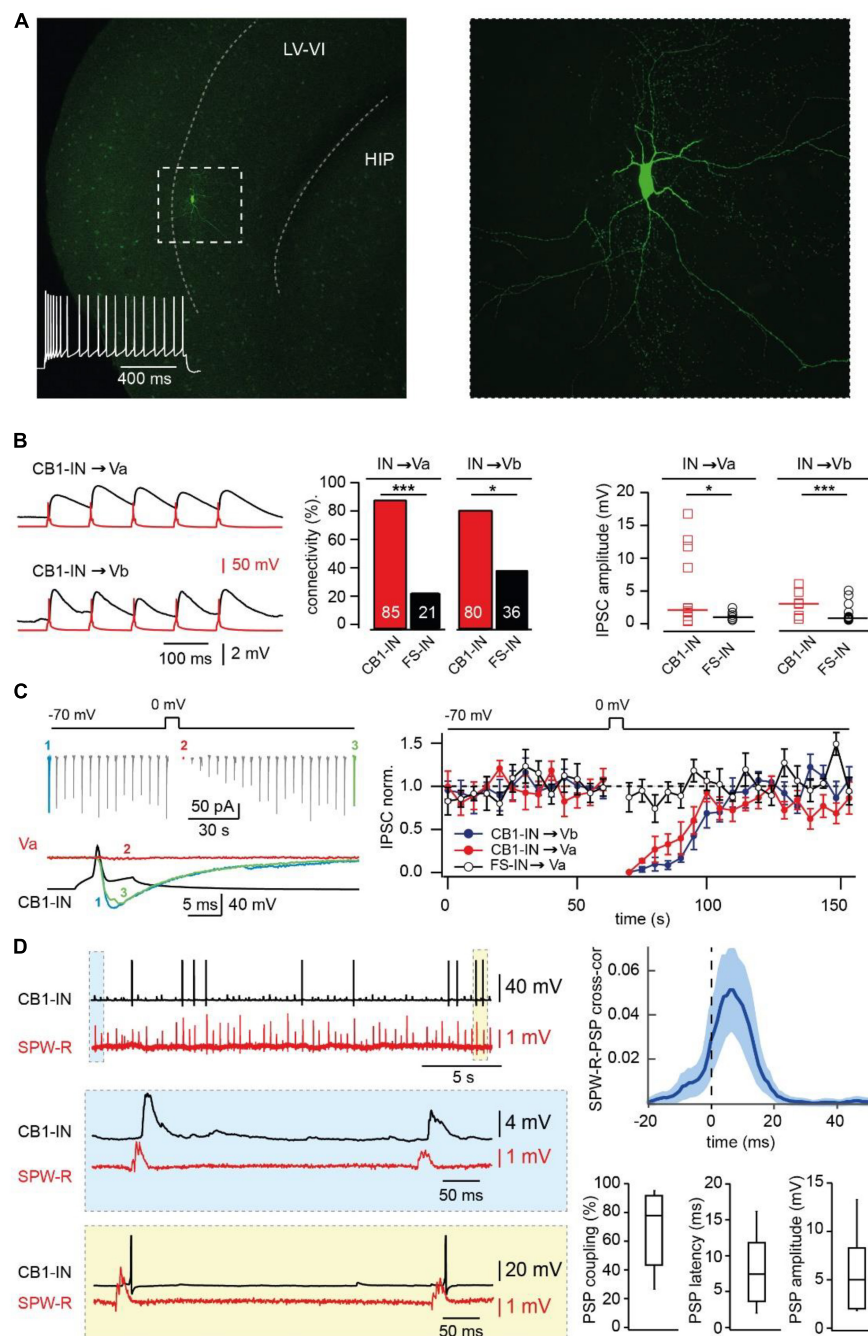 A
LV-VI
HIP
400 ms
B
CB1-IN → Va
CB1-IN → Vb
50 mV
100 ms
2 mV
IN → Va
IN → Vb
***
*
connectivity (%).
100
80
60
40
20
0
85
21
80
36
CB1-IN
FS-IN
CB1-IN
FS-IN
IN → Va
IN → Vb
*
***
IPSC amplitude (mV)
20
15
10
5
0
CB1-IN
FS-IN
CB1-IN
FS-IN
C
0 mV
-70 mV
1
2
3
50 pA
30 s
Va
2
CB1-IN
1
3
5 ms
40 mV
0 mV
-70 mV
IPSC norm.
1.5
1.0
0.5
0.0
CB1-IN → Vb
CB1-IN → Va
FS-IN → Va
0
50
100
150
time (s)
D
CB1-IN
40 mV
SPW-R
1 mV
5 s
CB1-IN
4 mV
SPW-R
1 mV
50 ms
CB1-IN
20 mV
SPW-R
1 mV
50 ms
SPW-R-PSP cross-cor
0.06
0.04
0.02
-20
0
20
40
time (ms)
PSP coupling (%)
100
80
60
40
20
0
PSP latency (ms)
20
15
10
5
0
PSP amplitude (mV)
15
10
5
0